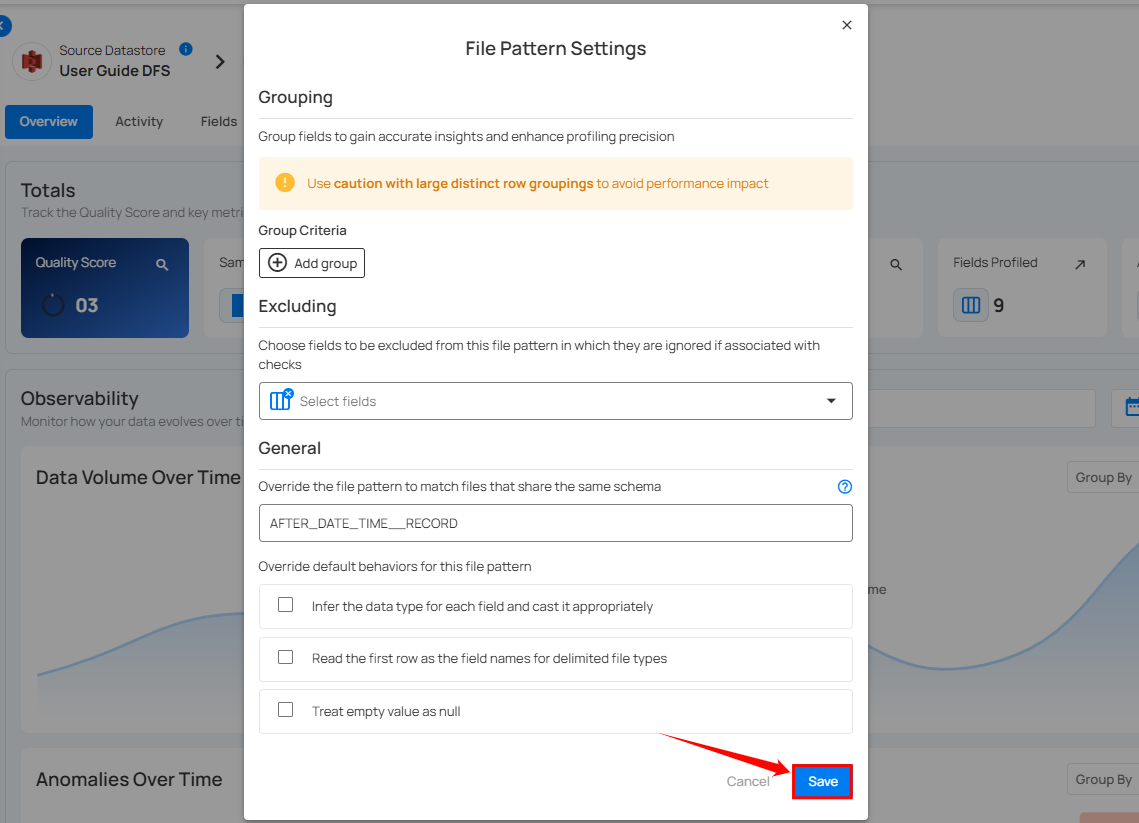 File Pattern Settings
Source Datastore
User Guide DFS
Overview
Activity
Fields
Totals
Track the Quality Score and key metri
Quality Score
03
Sam
Fields Profiled
9
Observability
Monitor how your data evolves over ti
Data Volume Over Time
Group By
me
Anomalies Over Time
Group By
Grouping
Group fields to gain accurate insights and enhance profiling precision
Use caution with large distinct row groupings to avoid performance impact
Group Criteria
Add group
Excluding
Choose fields to be excluded from this file pattern in which they are ignored if associated with
checks
Select fields
General
Override the file pattern to match files that share the same schema
AFTER_DATE_TIME__RECORD
Override default behaviors for this file pattern
Infer the data type for each field and cast it appropriately
Read the first row as the field names for delimited file types
Treat empty value as null
Cancel
Save